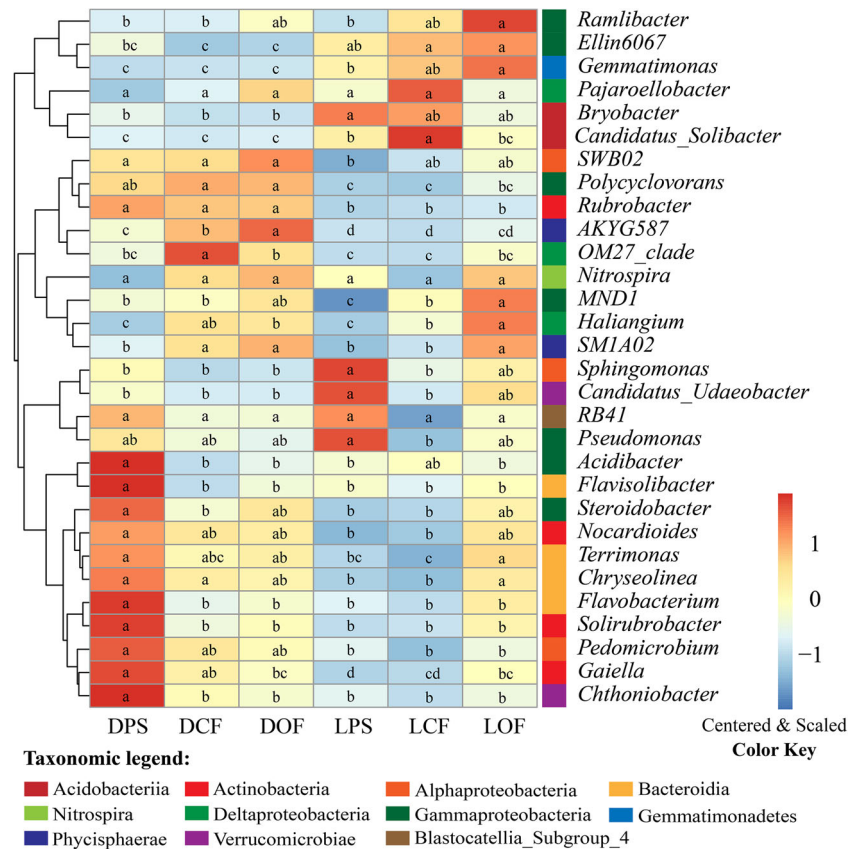 b b ab b ab a Ramlibacter
bc c c ab a a Ellin6067
c c c b ab a Gemmatimonas
a a a a a a Pajaroellobacter
b b b a ab ab Bryobacter
c c c b a bc Candidatus_Solibacter
a a a b ab ab SWB02
ab a a c c bc Polycyclovorans
a a a b b b Rubrobacter
c b a d d cd AKYG587
bc a b c c bc OM27_clade
a a a a a a Nitrospira
b b ab c b a MND1
c ab b c b a Haliangium
b a a b b a SM1A02
b b b a b ab Sphingomonas
b b b a b ab Candidatus_Udaeobacter
a a a a a a RB41
ab ab ab a b ab Pseudomonas
a b b b ab b Acidibacter
a b b b b b Flavisolibacter
a b ab b b ab Steroidobacter
a ab ab b b ab Nocardioides
a abc ab bc c a Terrimonas
a a ab b b a Chryseolinea
a b b b b b Flavobacterium
a b b b b b Solirubrobacter
a ab ab b b b Pedomicrobium
a ab bc d cd bc Gaiella
a b b b b b Chthoniobacter
DPS DCF DOF LPS LCF LOF
1
0
−1
Centered & Scaled
Color Key
Taxonomic legend:
Acidobacteriia Actinobacteria Alphaproteobacteria Bacteroidia
Nitrospira Deltaproteobacteria Gammaproteobacteria Gemmatimonadetes
Phycisphaerae Verrucomicrobiae Blastocatellia_Subgroup_4